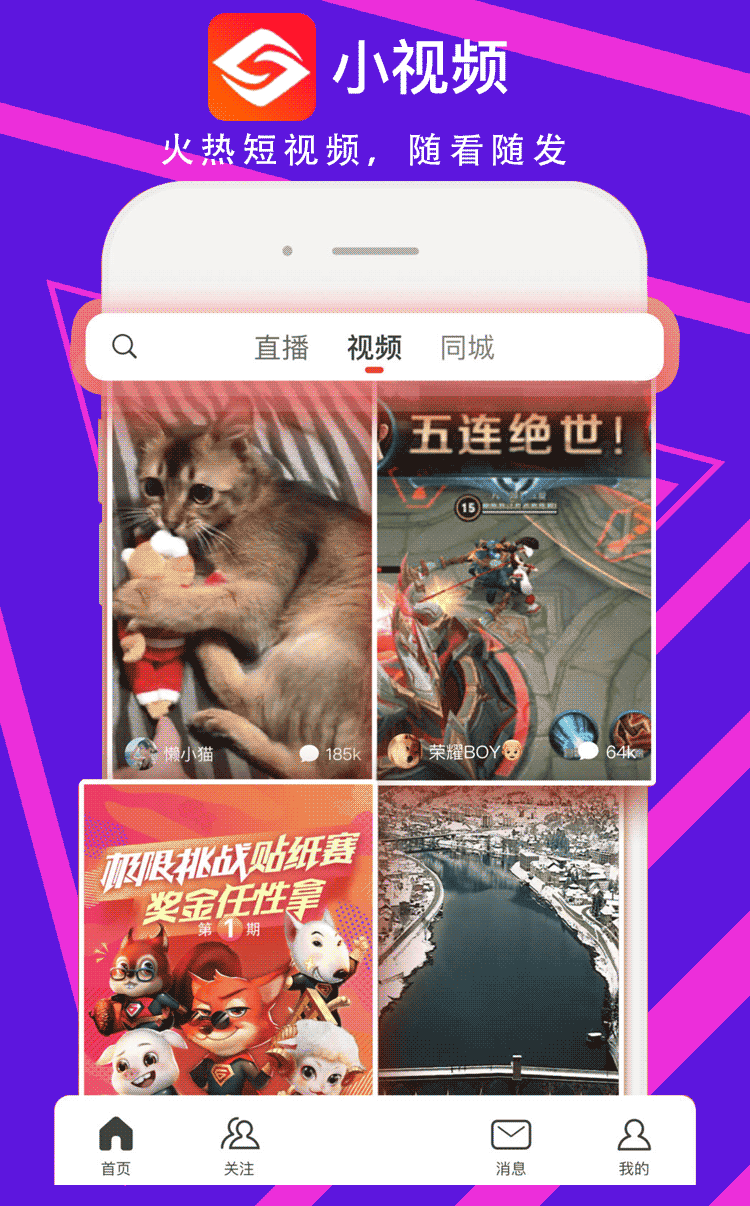 小视频
火热短视频，随看随发
直播 视频 同城
五连绝世！
15
懒小猫 185k
荣耀BOY 64k
极限挑战贴纸赛
奖金任性拿
第1期
首页 关注 消息 我的